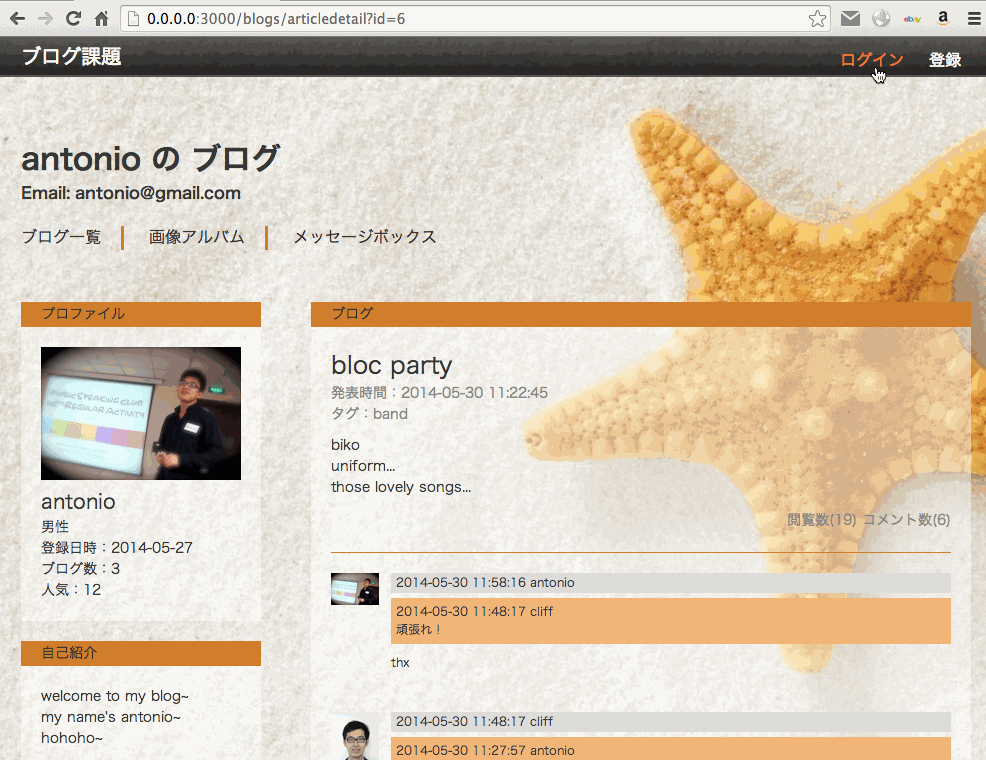 0.0.0.0:3000/blogs/articledetail?id=6
ebay
a
ブログ課題
ログイン
登録
antonio の ブログ
Email: antonio@gmail.com
ブログ一覧
画像アルバム
メッセージボックス
プロファイル
PUBLIC SPEAKING CLUB
REGULAR ACTIVITY
antonio
男性
登録日時：2014-05-27
ブログ数：3
人気：12
自己紹介
welcome to my blog~
my name's antonio~
hohoho~
ブログ
bloc party
発表時間：2014-05-30 11:22:45
タグ：band
biko
uniform...
those lovely songs...
閲覧数(19) コメント数(6)
2014-05-30 11:58:16 antonio
2014-05-30 11:48:17 cliff
頑張れ！
thx
2014-05-30 11:48:17 cliff
2014-05-30 11:27:57 antonio